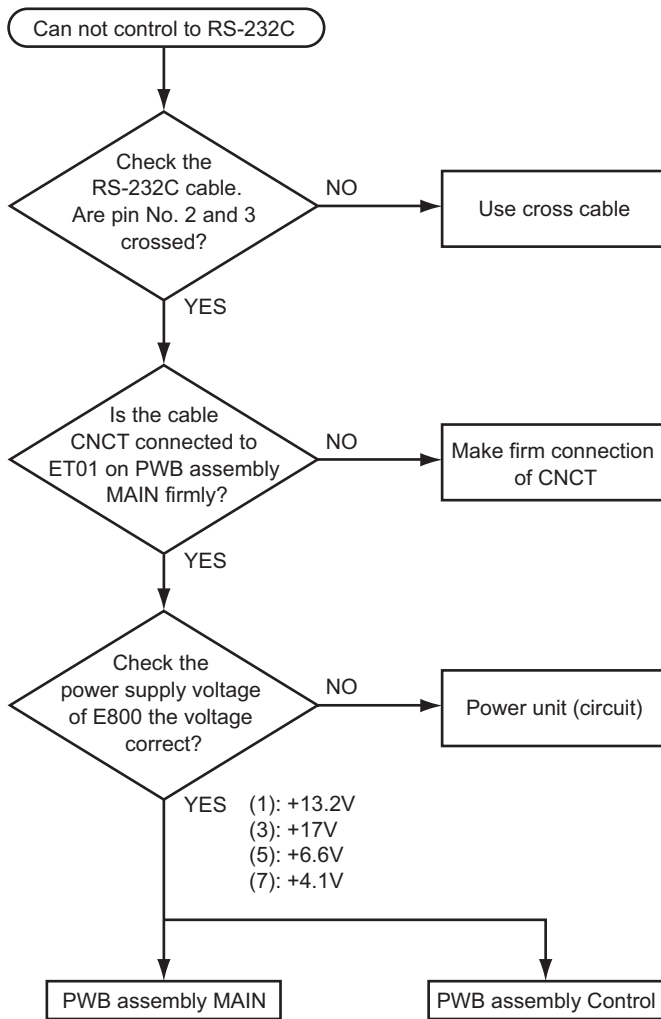 Can not control to RS-232C
Check the
RS-232C cable.
Are pin No. 2 and 3
crossed?
NO
Use cross cable
YES
Is the cable
CNCT connected to
ET01 on PWB assembly
MAIN firmly?
NO
Make firm connection
of CNCT
YES
Check the
power supply voltage
of E800 the voltage
correct?
NO
Power unit (circuit)
YES
(1): +13.2V
(3): +17V
(5): +6.6V
(7): +4.1V
PWB assembly MAIN
PWB assembly Control